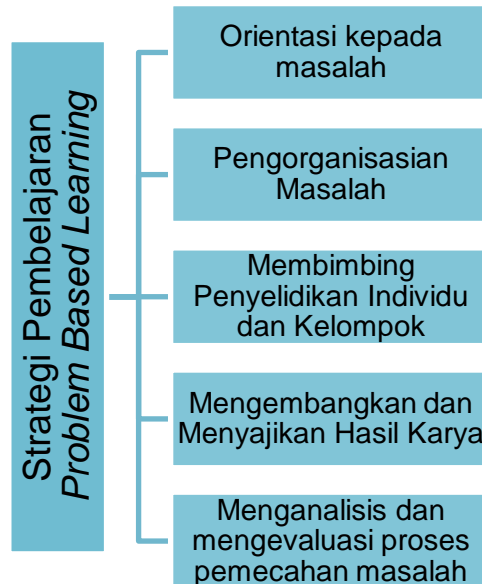 Strategi Pembelajaran
Problem Based Learning
Orientasi kepada
masalah
Pengorganisasian
Masalah
Membimbing
Penyelidikan Individu
dan Kelompok
Mengembangkan dan
Menyajikan Hasil Karya
Menganalisis dan
mengevaluasi proses
pemecahan masalah